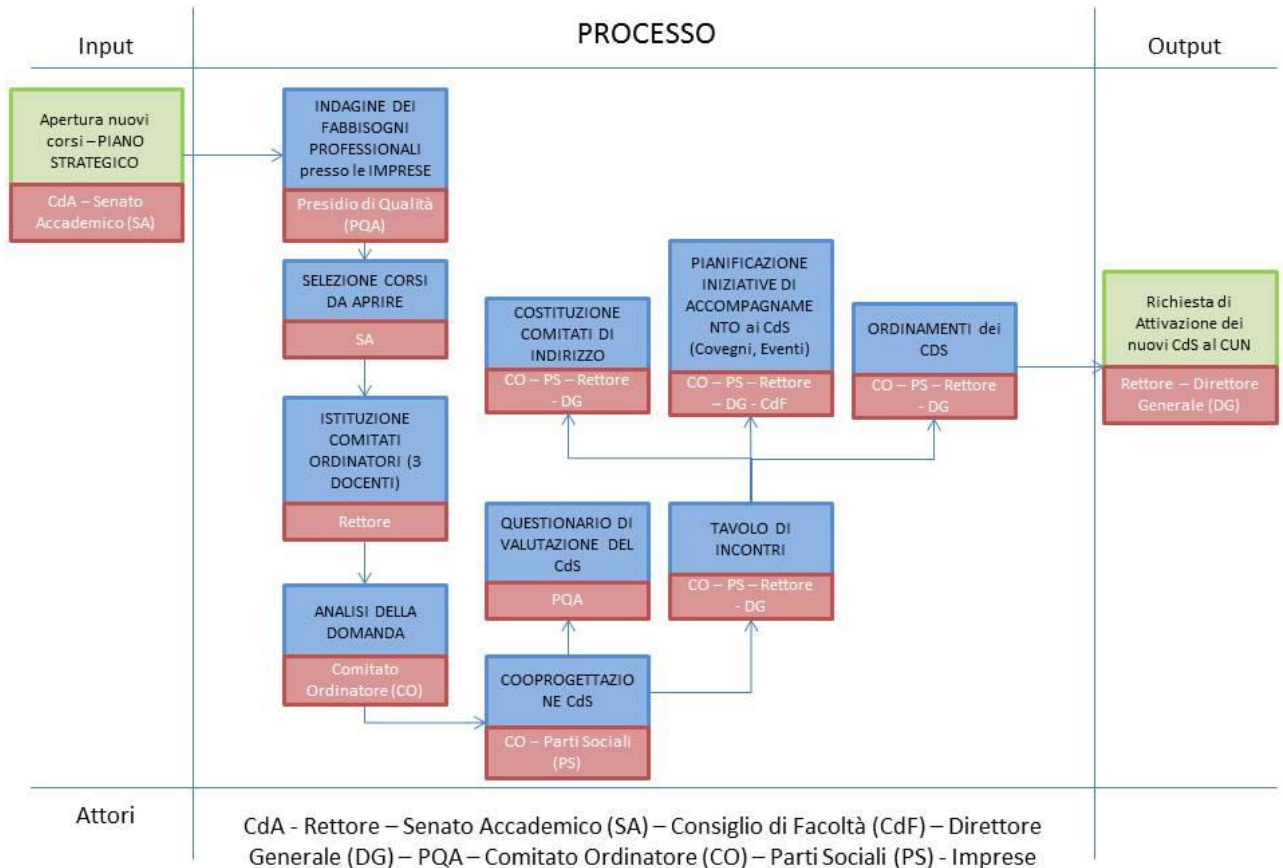 Input
PROCESSO
Output
Apertura nuovi
corsi – PIANO
STRATEGICO
CdA – Senato
Accademico (SA)
INDAGINE DEI
FABBISOGNI
PROFESSIONALI
presso le IMPRESE
Presidio di Qualità
(PQA)
SELEZIONE CORSI
DA APRIRE
SA
ISTITUZIONE
COMITATI
ORDINATORI (3
DOCENTI)
Rettore
ANALISI DELLA
DOMANDA
Comitato
Ordinatore (CO)
COSTITUZIONE
COMITATI DI
INDIRIZZO
CO – PS – Rettore
- DG
PIANIFICAZIONE
INIZIATIVE DI
ACCOMPAGNAME
NTO ai CdS
(Covegni, Eventi)
CO – PS – Rettore
– DG - CdF
ORDINAMENTI dei
CDS
CO – PS – Rettore
- DG
QUESTIONARIO DI
VALUTAZIONE DEL
CdS
PQA
TAVOLO DI
INCONTRI
CO – PS – Rettore
- DG
COOPROGETTAZIO
NE CdS
CO – Parti Sociali
(PS)
Richiesta di
Attivazione dei
nuovi CdS al CUN
Rettore – Direttore
Generale (DG)
Attori
CdA - Rettore – Senato Accademico (SA) – Consiglio di Facoltà (CdF) – Direttore
Generale (DG) – PQA – Comitato Ordinatore (CO) – Parti Sociali (PS) - Imprese